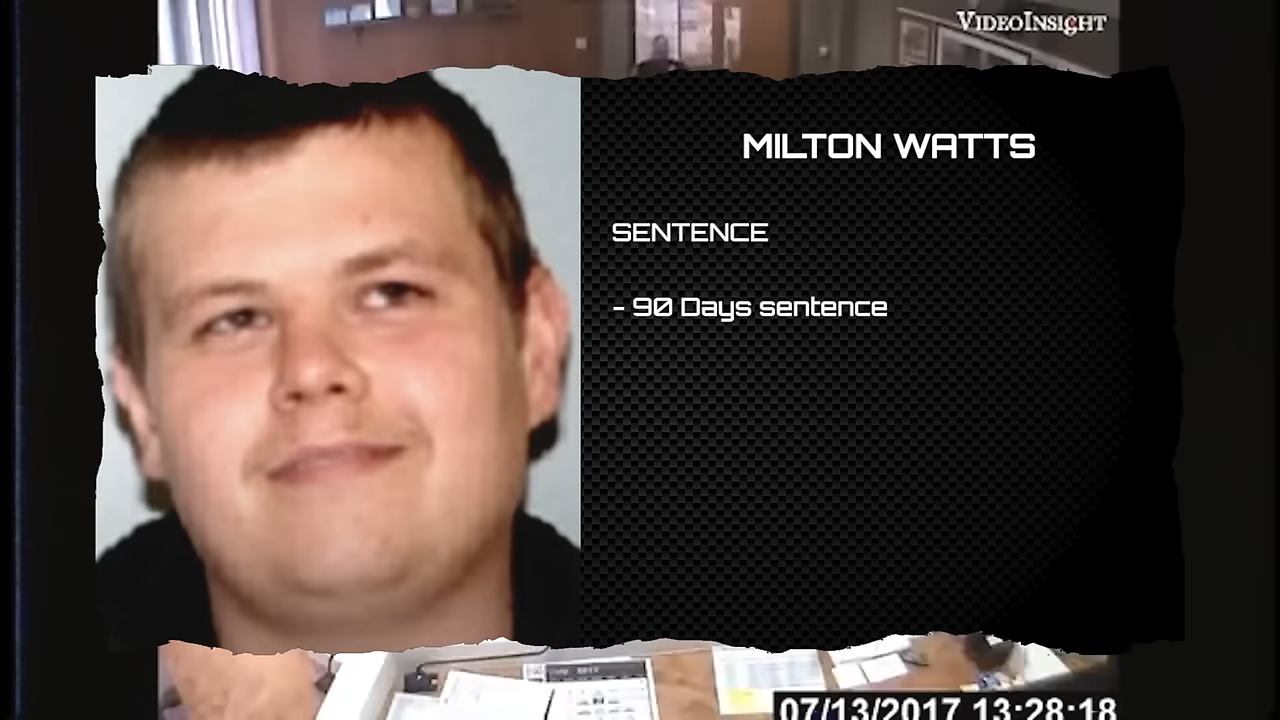 VIDEOINSIGHT
MILTON WATTS
SENTENCE
- 90 Days sentence
07/13/2017 13:28:18